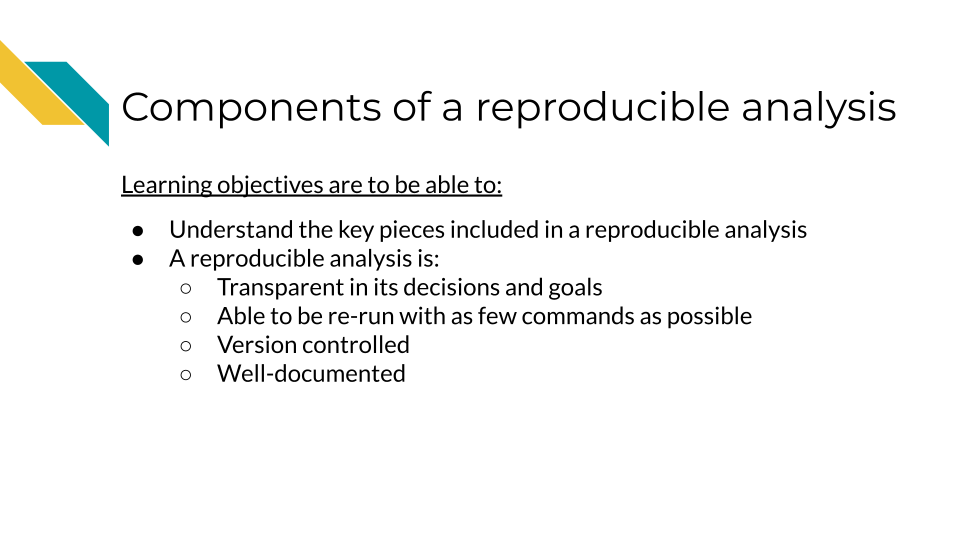 Components of a reproducible analysis
Learning objectives are to be able to:
● Understand the key pieces included in a reproducible analysis
● A reproducible analysis is:
○ Transparent in its decisions and goals
○ Able to be re-run with as few commands as possible
○ Version controlled
○ Well-documented